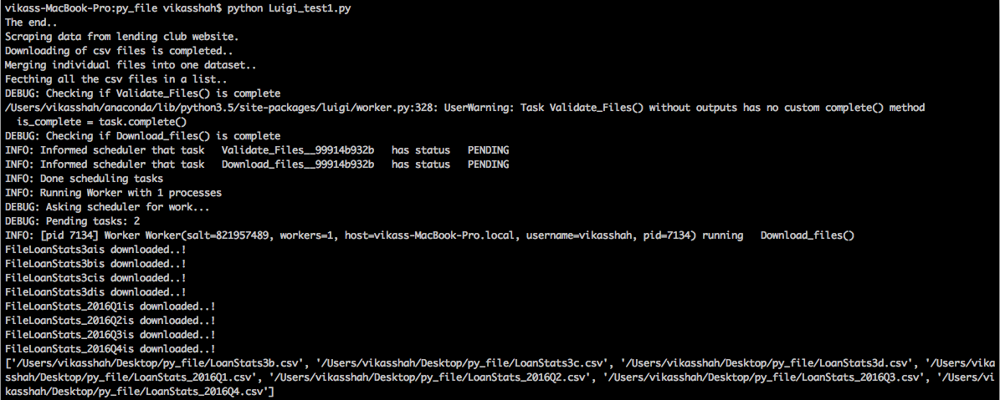 vikass-MacBook-Pro:py_file vikasshah$ python Luigi_test1.py
The end..
Scraping data from lending club website.
Downloading of csv files is completed..
Merging individual files into one dataset..
Fecthing all the csv files in a list..
DEBUG: Checking if Validate_Files() is complete
/Users/vikasshah/anaconda/lib/python3.5/site-packages/luigi/worker.py:328: UserWarning: Task Validate_Files() without outputs has no custom complete() method
  is_complete = task.complete()
DEBUG: Checking if Download_files() is complete
INFO: Informed scheduler that task   Validate_Files__99914b932b   has status   PENDING
INFO: Informed scheduler that task   Download_files__99914b932b   has status   PENDING
INFO: Done scheduling tasks
INFO: Running Worker with 1 processes
DEBUG: Asking scheduler for work...
DEBUG: Pending tasks: 2
INFO: [pid 7134] Worker Worker(salt=821957489, workers=1, host=vikass-MacBook-Pro.local, username=vikasshah, pid=7134) running   Download_files()
FileLoanStats3ais downloaded..!
FileLoanStats3bis downloaded..!
FileLoanStats3cis downloaded..!
FileLoanStats3dis downloaded..!
FileLoanStats_2016Q1is downloaded..!
FileLoanStats_2016Q2is downloaded..!
FileLoanStats_2016Q3is downloaded..!
FileLoanStats_2016Q4is downloaded..!
['/Users/vikasshah/Desktop/py_file/LoanStats3b.csv', '/Users/vikasshah/Desktop/py_file/LoanStats3c.csv', '/Users/vikasshah/Desktop/py_file/LoanStats3d.csv', '/Users/vika
sshah/Desktop/py_file/LoanStats_2016Q1.csv', '/Users/vikasshah/Desktop/py_file/LoanStats_2016Q2.csv', '/Users/vikasshah/Desktop/py_file/LoanStats_2016Q3.csv', '/Users/vi
kasshah/Desktop/py_file/LoanStats_2016Q4.csv']